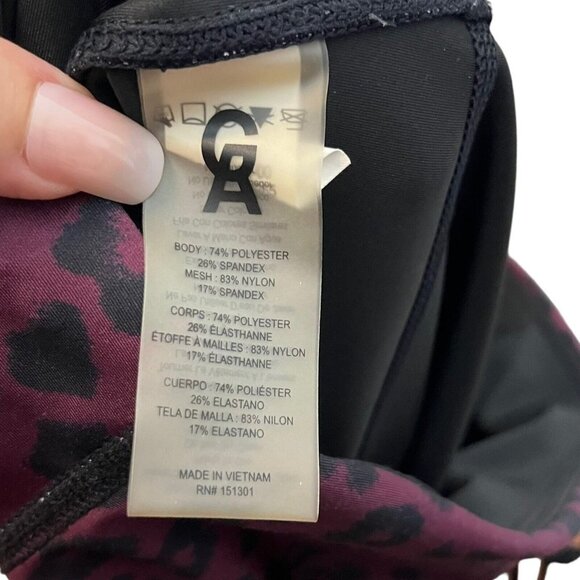 GA
BODY : 74% POLYESTER
26% SPANDEX
MESH : 83% NYLON
17% SPANDEX
CORPS : 74% POLYESTER
26% ÉLASTHANNE
ÉTOFFE À MAILLES : 83% NYLON
17% ÉLASTHANNE
CUERPO : 74% POLIÉSTER
26% ELASTANO
TELA DE MALLA : 83% NILON
17% ELASTANO
MADE IN VIETNAM
RN# 151301